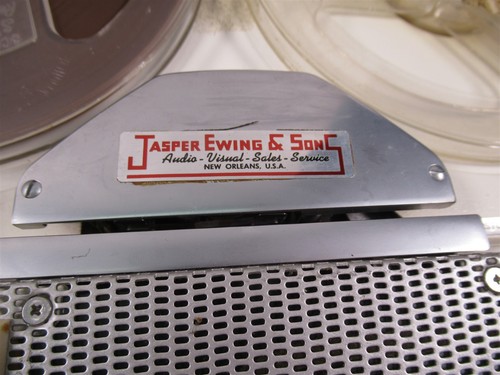 JASPER EWING & SONS
Audio - Visual - Sales - Service
NEW ORLEANS, U.S.A.